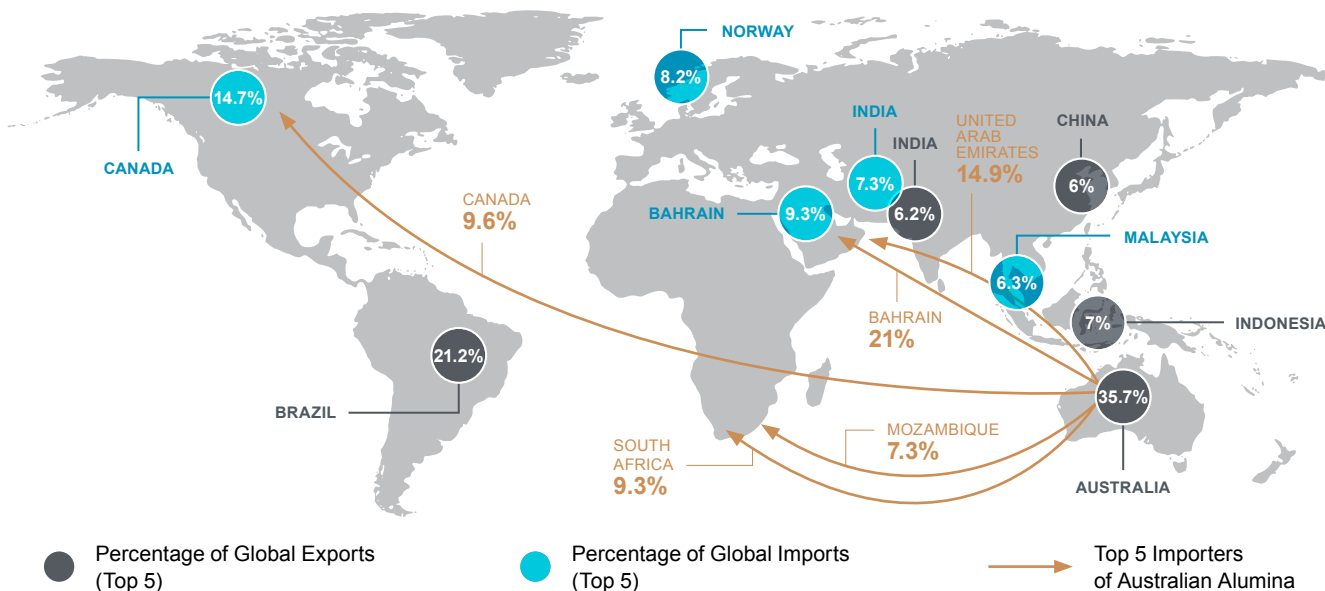 NORWAY
8.2%
14.7%
CANADA
INDIA
7.3%
INDIA
6.2%
UNITED
ARAB
EMIRATES
14.9%
CHINA
6%
CANADA
9.6%
BAHRAIN
9.3%
MALAYSIA
6.3%
BAHRAIN
21%
7%
INDONESIA
21.2%
BRAZIL
35.7%
AUSTRALIA
MOZAMBIQUE
7.3%
SOUTH
AFRICA
9.3%
Percentage of Global Exports
(Top 5)
Percentage of Global Imports
(Top 5)
Top 5 Importers
of Australian Alumina